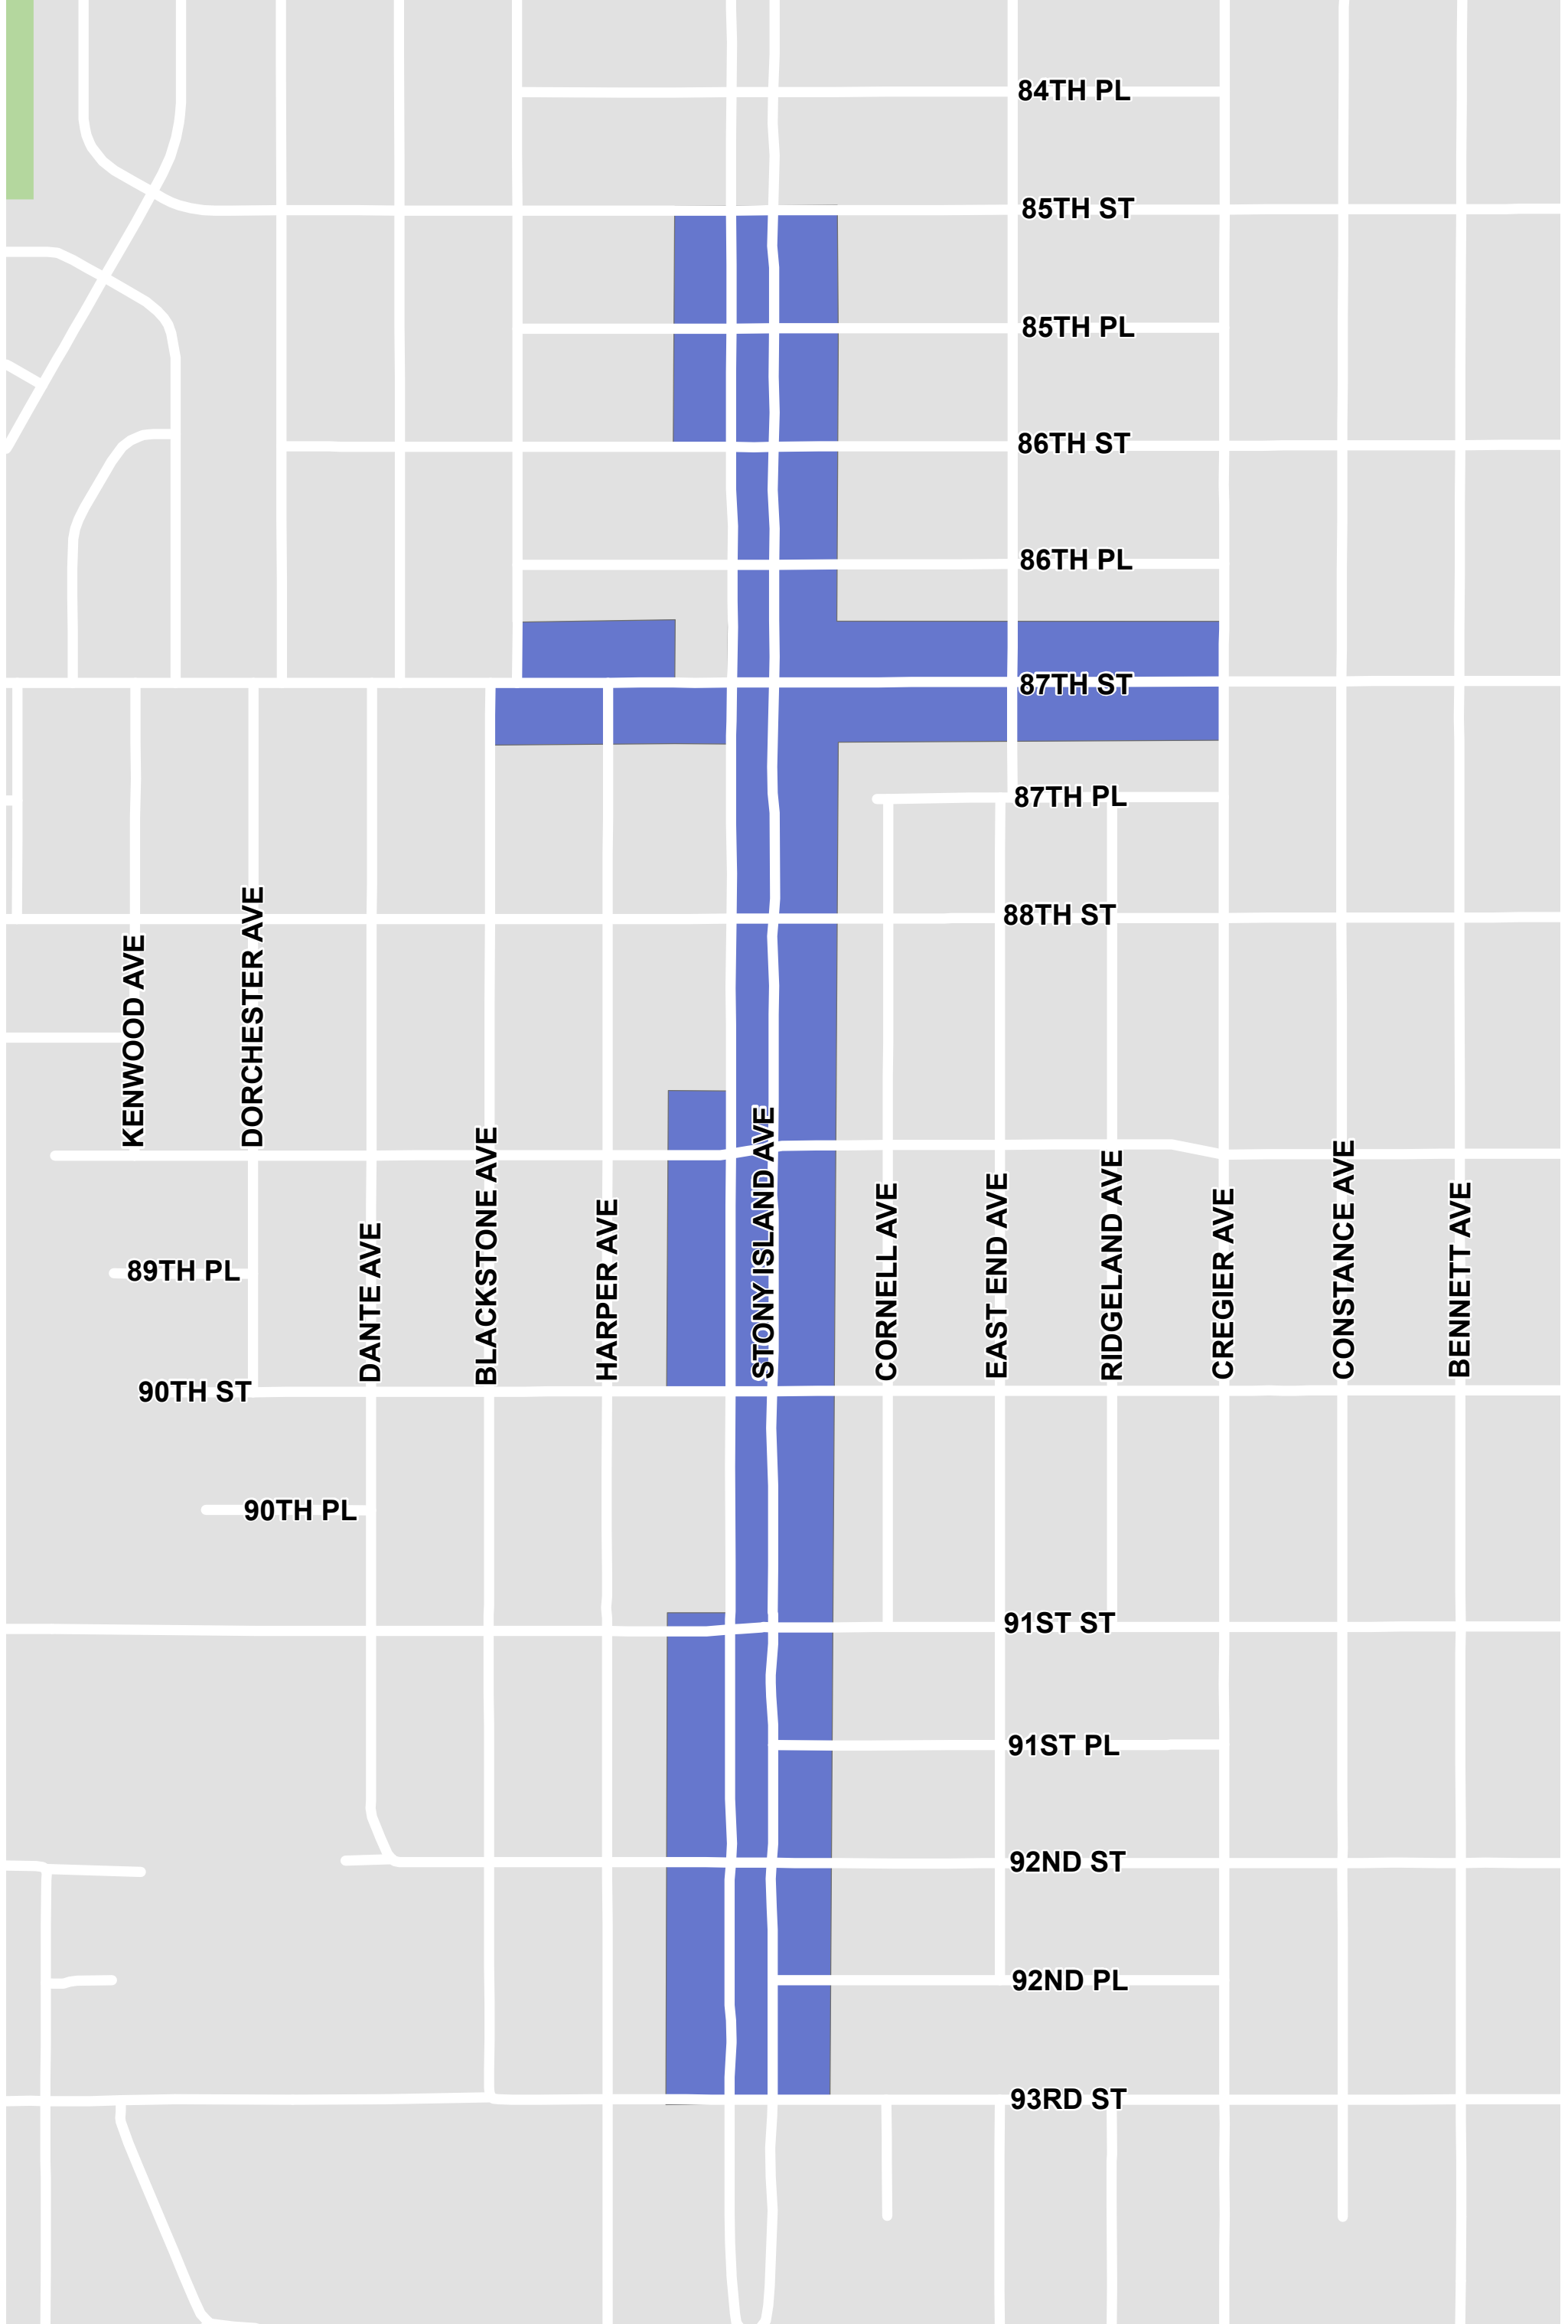 84TH PL
85TH ST
85TH PL
86TH ST
86TH PL
87TH ST
87TH PL
88TH ST
KENWOOD AVE
DORCHESTER AVE
DANTE AVE
BLACKSTONE AVE
HARPER AVE
STONY ISLAND AVE
CORNELL AVE
EAST END AVE
RIDGELAND AVE
CREGIER AVE
CONSTANCE AVE
BENNETT AVE
89TH PL
90TH ST
90TH PL
91ST ST
91ST PL
92ND ST
92ND PL
93RD ST